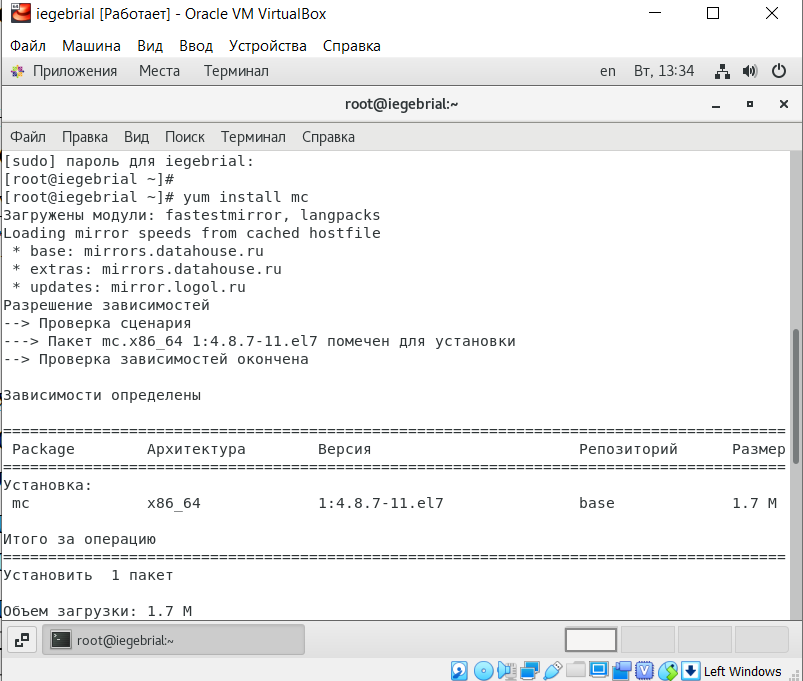 iegebrial [Работает] - Oracle VM VirtualBox
Файл Машина Вид Ввод Устройства Справка
Приложения Места Терминал en Вт, 13:34
root@iegebrial:~
Файл Правка Вид Поиск Терминал Справка
[sudo] пароль для iegebrial:
[root@iegebrial ~]#
[root@iegebrial ~]# yum install mc
Загружены модули: fastestmirror, langpacks
Loading mirror speeds from cached hostfile
 * base: mirrors.datahouse.ru
 * extras: mirrors.datahouse.ru
 * updates: mirror.logol.ru
Разрешение зависимостей
--> Проверка сценария
---> Пакет mc.x86_64 1:4.8.7-11.el7 помечен для установки
--> Проверка зависимостей окончена
Зависимости определены
================================================================================
 Package Архитектура Версия Репозиторий Размер
================================================================================
Установка:
 mc x86_64 1:4.8.7-11.el7 base 1.7 M
Итого за операцию
================================================================================
Установить  1 пакет
Объем загрузки: 1.7 M
root@iegebrial:~
Left Windows